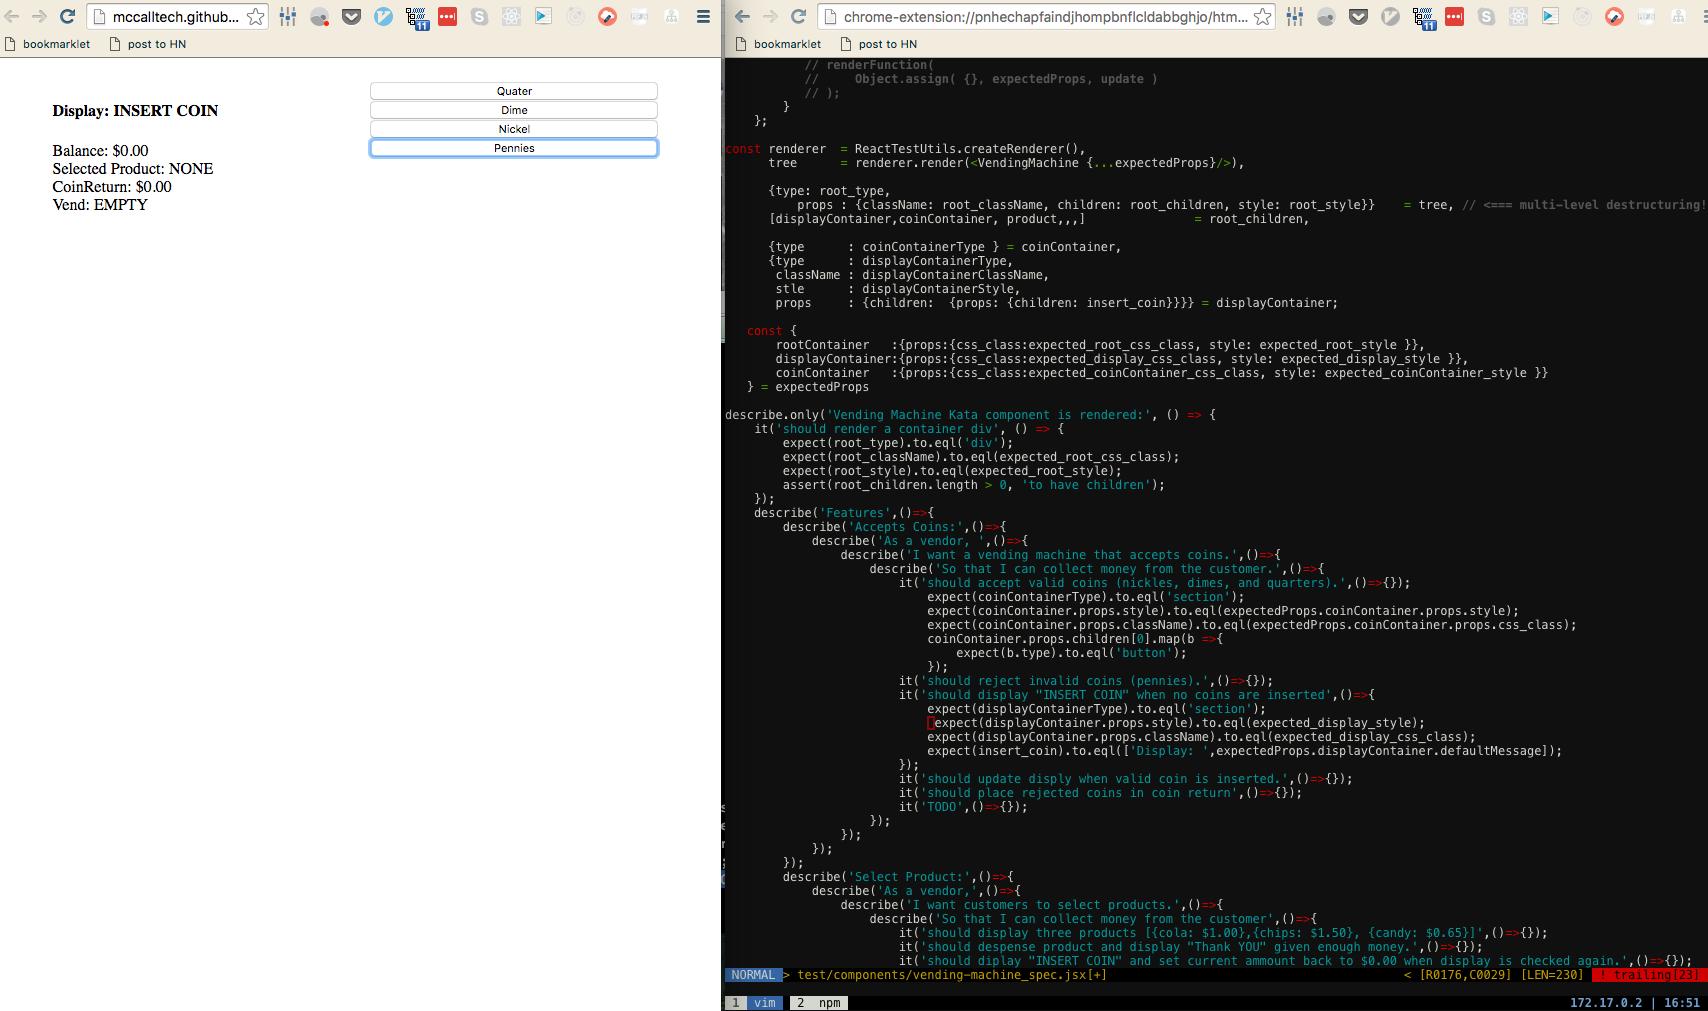 mccalltech.github...
11
bookmarklet
post to HN
Display: INSERT COIN
Balance: $0.00
Selected Product: NONE
CoinReturn: $0.00
Vend: EMPTY
Quater
Dime
Nickel
Pennies
chrome-extension://pnhechapfaindjhompbnflcldabbghjo/htm...
11
bookmarklet
post to HN
// renderFunction(
//     Object.assign( {}, expectedProps, update )
// );
}
};
const renderer  = ReactTestUtils.createRenderer(),
tree      = renderer.render(<VendingMachine {...expectedProps}/>),
{type: root_type,
props : {className: root_className, children: root_children, style: root_style}}    = tree, // <=== multi-level destructuring!
[displayContainer,coinContainer, product,,,]               = root_children,
{type      : coinContainerType } = coinContainer,
{type      : displayContainerType,
className : displayContainerClassName,
stle      : displayContainerStyle,
props     : {children:  {props: {children: insert_coin}}}} = displayContainer;
const {
rootContainer   :{props:{css_class:expected_root_css_class, style: expected_root_style }},
displayContainer:{props:{css_class:expected_display_css_class, style: expected_display_style }},
coinContainer   :{props:{css_class:expected_coinContainer_css_class, style: expected_coinContainer_style }}
} = expectedProps
describe.only('Vending Machine Kata component is rendered:', () => {
it('should render a container div', () => {
expect(root_type).to.eql('div');
expect(root_className).to.eql(expected_root_css_class);
expect(root_style).to.eql(expected_root_style);
assert(root_children.length > 0, 'to have children');
});
describe('Features',()=>{
describe('Accepts Coins:',()=>{
describe('As a vendor, ',()=>{
describe('I want a vending machine that accepts coins.',()=>{
describe('So that I can collect money from the customer.',()=>{
it('should accept valid coins (nickles, dimes, and quarters).',()=>{});
expect(coinContainerType).to.eql('section');
expect(coinContainer.props.style).to.eql(expectedProps.coinContainer.props.style);
expect(coinContainer.props.className).to.eql(expectedProps.coinContainer.props.css_class);
coinContainer.props.children[0].map(b =>{
expect(b.type).to.eql('button');
});
it('should reject invalid coins (pennies).',()=>{});
it('should display "INSERT COIN" when no coins are inserted',()=>{
expect(displayContainerType).to.eql('section');
expect(displayContainer.props.style).to.eql(expected_display_style);
expect(displayContainer.props.className).to.eql(expected_display_css_class);
expect(insert_coin).to.eql(['Display: ',expectedProps.displayContainer.defaultMessage]);
});
it('should update disply when valid coin is inserted.',()=>{});
it('should place rejected coins in coin return',()=>{});
it('TODO',()=>{});
});
});
});
});
describe('Select Product:',()=>{
describe('As a vendor,',()=>{
describe('I want customers to select products.',()=>{
describe('So that I can collect money from the customer',()=>{
it('should display three products [{cola: $1.00},{chips: $1.50}, {candy: $0.65}]',()=>{});
it('should despense product and display "Thank YOU" given enough money.',()=>{});
it('should diplay "INSERT COIN" and set current ammount back to $0.00 when display is checked again.',()=>{});
NORMAL > test/components/vending-machine_spec.jsx[+] < [R0176,C0029] [LEN=230] ! trailing[23]
1 vim 2 npm 172.17.0.2 | 16:51